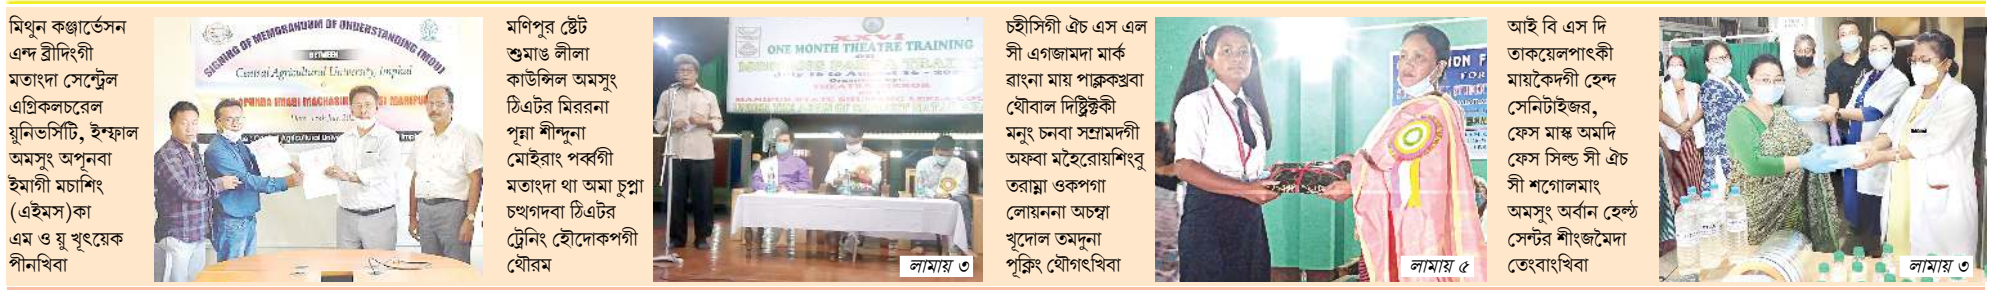 মিথুন কঞ্জার্ভেসন
এন্দ ব্রীদিংগী
মতাংদা সেন্ট্রেল
এগ্রিকলচরেল
য়ুনিভর্সিটি, ইম্ফাল
অমসুং অপূনবা
ইমাগী মচাশিং
(এইমস)কা
এম ও য়ু খূৎয়েক
পীনখিবা
SIGNING OF MEMORANDUM OF UNDERSTANDING (MOU)
BETWEEN
Central Agricultural University, Imphal
মণিপুর ষ্টেট
শুমাঙ লীলা
কাউন্সিল অমসুং
ঠিএটর মিররনা
পূন্না শীন্দুনা
মোইরাং পর্ব্বগী
মতাংদা থা অমা চুপ্না
চত্থগদবা ঠিএটর
ট্রেনিং হৌদোকপগী
থৌরম
XXVI
ONE MONTH THEATRE TRAINING
লামায় ৩
চহীসিগী ঐচ এস এল
সী এগজামদা মার্ক
ৱাংনা মায় পাক্লকখ্রবা
থৌবাল দিষ্ট্রিক্টকী
মনুং চনবা সম্লামদগী
অফবা মহৈরোয়শিংবু
তরাম্না ওকপগা
লোয়ননা অচম্বা
খূদোল তমদুনা
পূক্নিং থৌগৎখিবা
লামায় ৫
আই বি এস দি
তাকয়েলপাৎকী
মায়কৈদগী হেন্দ
সেনিটাইজর,
ফেস মাস্ক অমদি
ফেস সিল্ড সী ঐচ
সী শগোলমাং
অমসুং অর্বান হেল্ঠ
সেন্টর শীংজমৈদা
তেংবাংখিবা
লামায় ৩